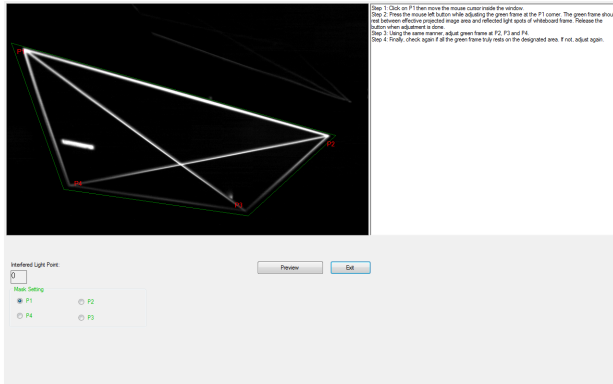 Step 1: Click on P1 then move the mouse cursor inside the window.
Step 2: Press the mouse left button while adjusting the green frame at the P1 corner. The green frame shou
rest between effective projected image area and reflected light spots of whiteboard frame. Release the
button when adjustment is done.
Step 3: Using the same manner, adjust green frame at P2, P3 and P4.
Step 4: Finally, check again if all the green frame truly rests on the designated area. If not, adjust again.
P2
P4
P3
Interfered Light Point:
0
Preview
Exit
Mask Setting
P1
P2
P4
P3